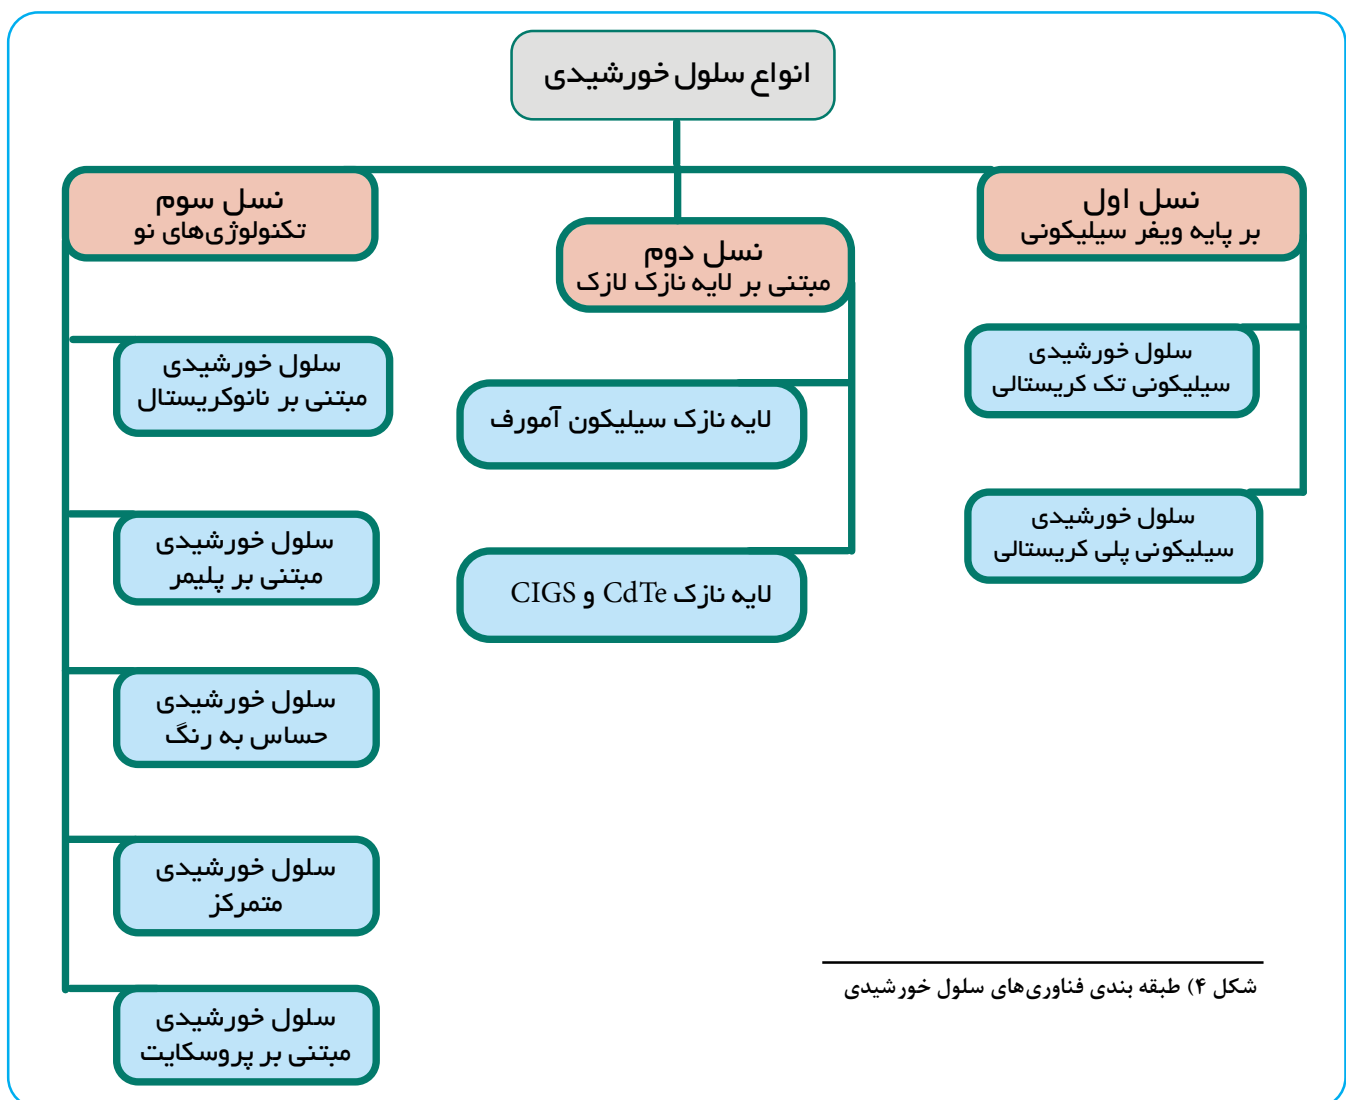 انواع سلول خورشیدی
نسل اول
بر پایه ویفر سیلیکونی
سلول خورشیدی
سیلیکونی تک کریستالی
سلول خورشیدی
سیلیکونی پلی کریستالی
نسل دوم
مبتنی بر لایه نازک لازک
لایه نازک سیلیکون آمورف
لایه نازک CdTe و CIGS
نسل سوم
تکنولوژی‌های نو
سلول خورشیدی
مبتنی بر نانوکریستال
سلول خورشیدی
مبتنی بر پلیمر
سلول خورشیدی
حساس به رنگ
سلول خورشیدی
متمرکز
سلول خورشیدی
مبتنی بر پروسکایت
شکل ۴) طبقه بندی فناوری‌های سلول خورشیدی